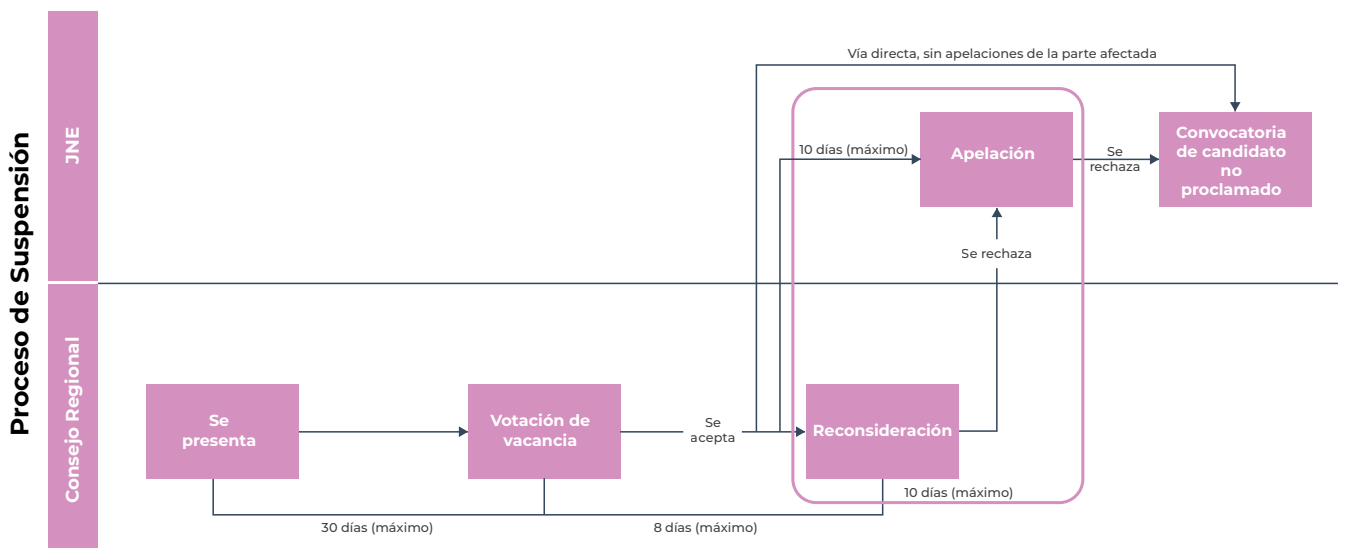 Proceso de Suspensión
JNE
Consejo Regional
Vía directa, sin apelaciones de la parte afectada
10 días (máximo)
Apelación
Se
rechaza
Convocatoria
de candidato
no
proclamado
Se rechaza
Se
presenta
Votación de
vacancia
Se
acepta
Reconsideración
10 días (máximo)
30 días (máximo)
8 días (máximo)